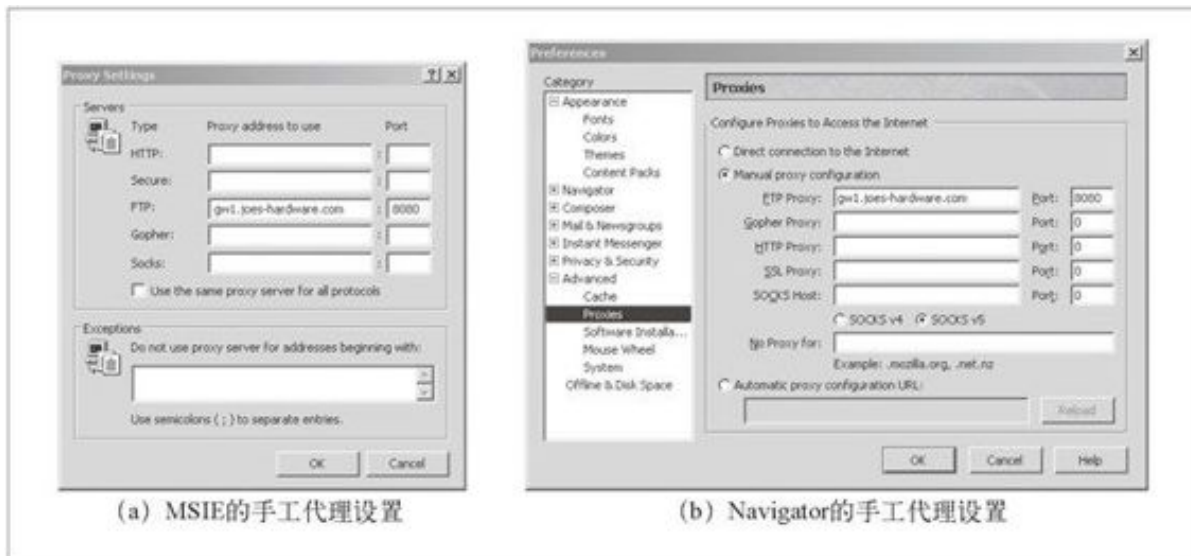 Proxy Settings
Servers
Type Proxy address to use Port
HTTP: :
Secure: :
FTP: gw1.joes-hardware.com : 8080
Gopher: :
Socks: :
Use the same proxy server for all protocols
Exceptions
Do not use proxy server for addresses beginning with:
Use semicolons ( ; ) to separate entries.
OK Cancel
(a) MSIE的手工代理设置
Preferences
Category
Appearance
Fonts
Colors
Themes
Content Packs
Navigator
Composer
Mail & Newsgroups
Instant Messenger
Privacy & Security
Advanced
Cache
Proxies
Software Installa...
Mouse Wheel
System
Offline & Disk Space
Proxies
Configure Proxies to Access the Internet
Direct connection to the Internet
Manual proxy configuration
FTP Proxy: gw1.joes-hardware.com Port: 8080
Gopher Proxy: Port: 0
HTTP Proxy: Port: 0
SSL Proxy: Port: 0
SOCKS Host: Port: 0
SOCKS v4 SOCKS v5
No Proxy for:
Example: .mozilla.org, .net.nz
Automatic proxy configuration URL:
Reload
OK Cancel Help
(b) Navigator的手工代理设置